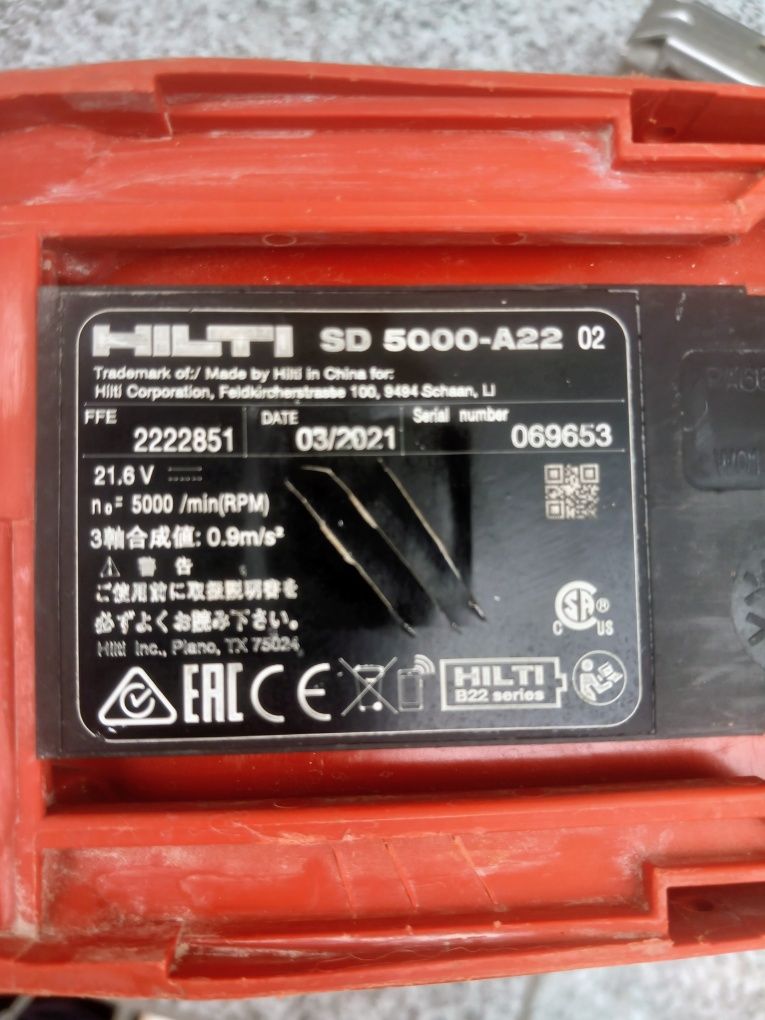 HILTI SD 5000-A22 02
Trademark of:/ Made by Hilti in China for:
Hilti Corporation, Feldkircherstrasse 100, 9494 Schaan, LI
FFE DATE Serial number
2222851 03/2021 069653
21.6 V
n₀= 5000 /min(RPM)
3軸合成値: 0.9m/s²
警告
ご使用前に取扱説明書を
必ずよくお読み下さい。
Hilti Inc., Plano, TX 75024
SA ®
C US
EAC CE
HILTI
B22 series